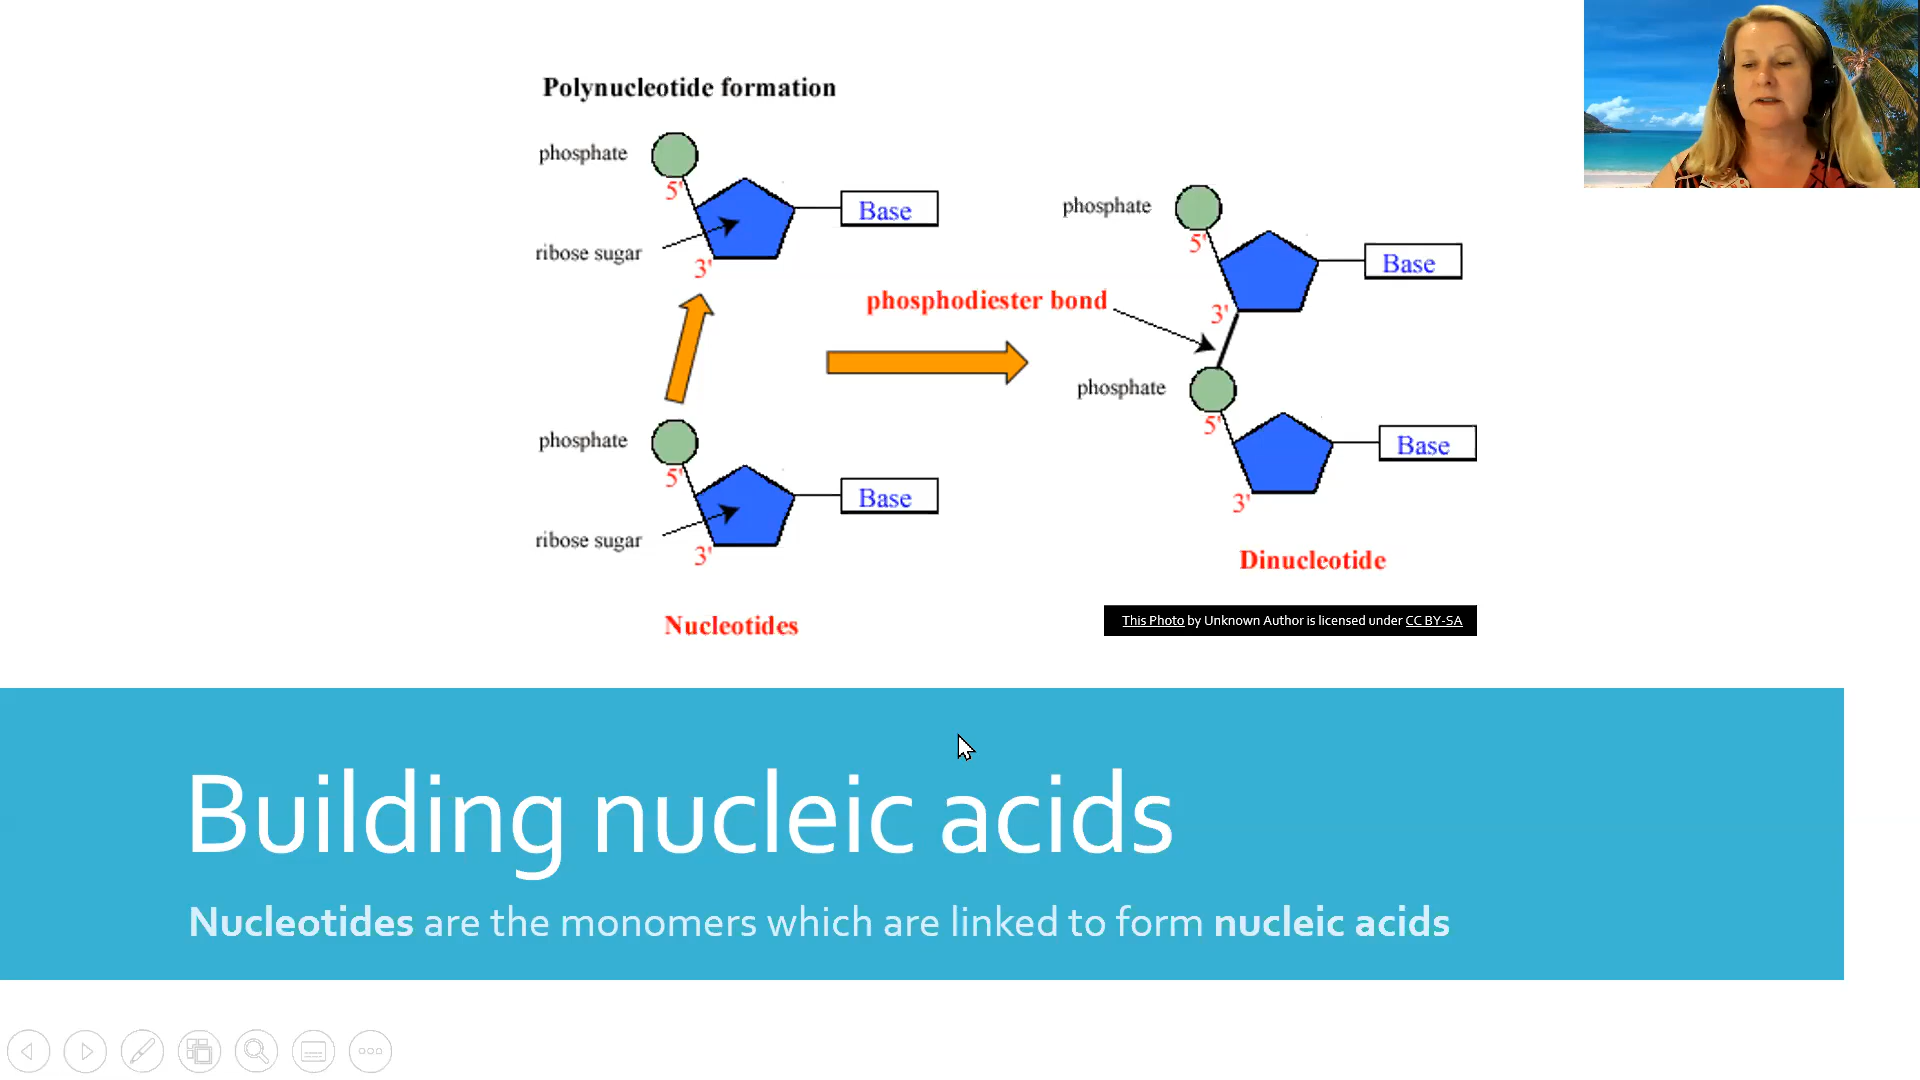 Polynucleotide formation
phosphate
5'
Base
ribose sugar
3'
phosphate
5'
Base
ribose sugar
3'
Nucleotides
phosphate
5'
Base
phosphodiester bond
3'
phosphate
5'
Base
3'
Dinucleotide
This Photo by Unknown Author is licensed under CC BY-SA
Building nucleic acids
Nucleotides are the monomers which are linked to form nucleic acids